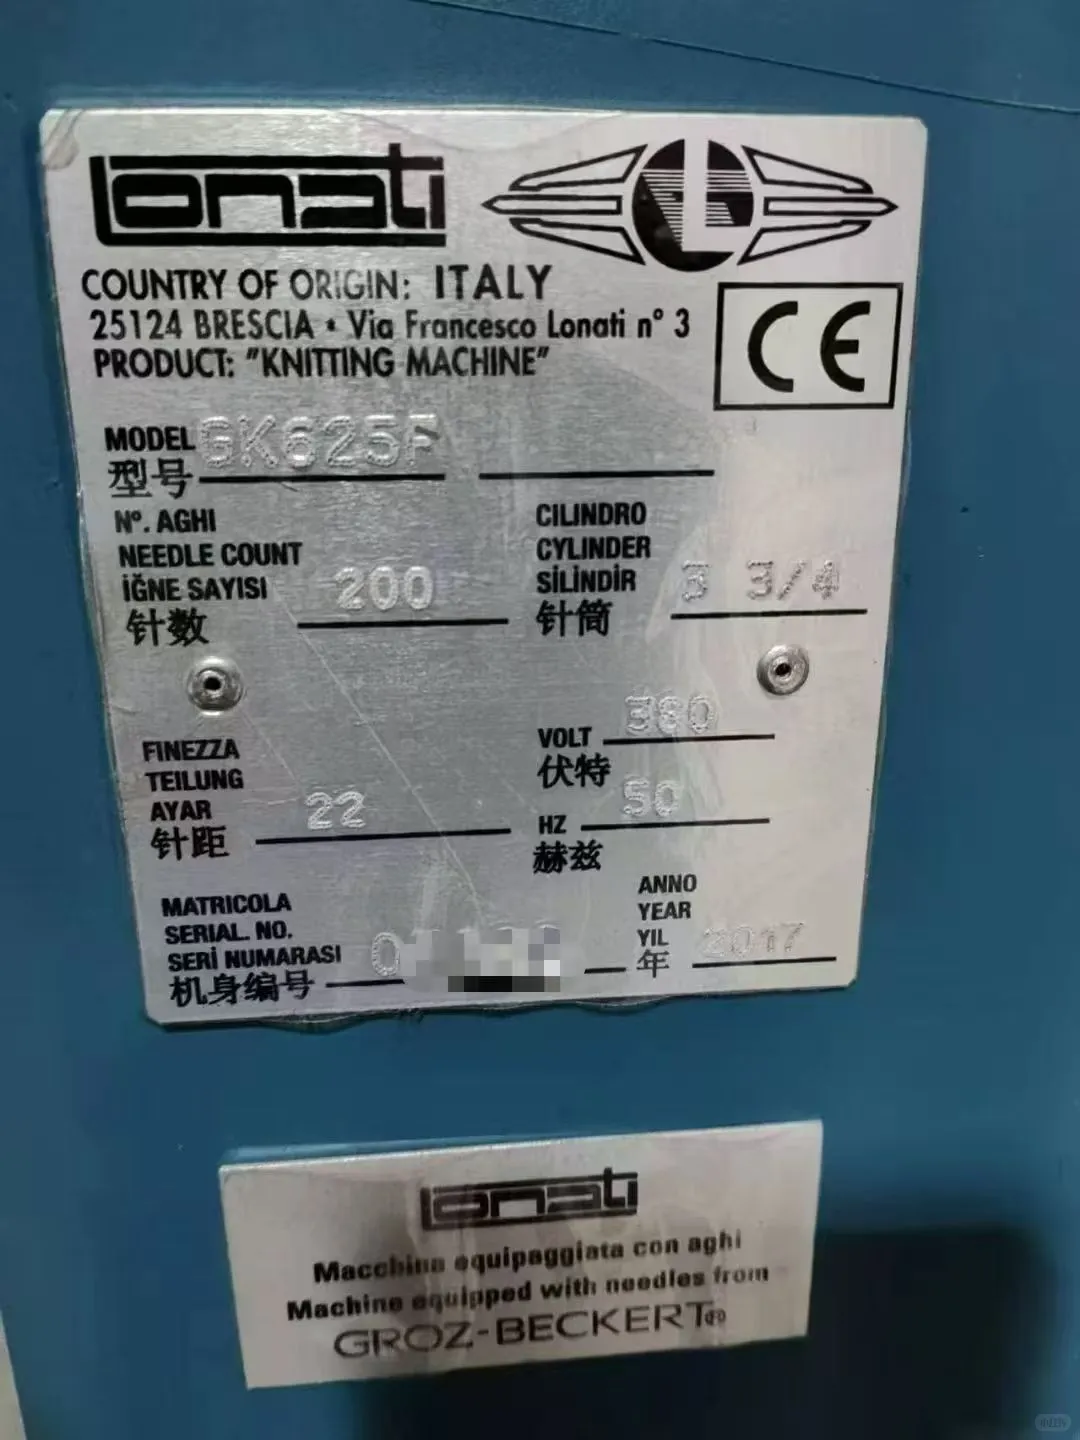 Lonati
L
COUNTRY OF ORIGIN: ITALY
25124 BRESCIA • Via Francesco Lonati n° 3
PRODUCT: "KNITTING MACHINE"
CE
MODEL GK625F
型号
N°. AGHI
NEEDLE COUNT
İĞNE SAYISI 200
针数
CILINDRO
CYLINDER
SİLİNDİR 3 3/4
针筒
FINEZZA
TEILUNG
AYAR 22
针距
VOLT 380
伏特
HZ 50
赫兹
MATRICOLA
SERIAL. NO.
SERİ NUMARASI 0
机身编号
ANNO
YEAR
YIL 2017
年
Lonati
Macchina equipaggiata con aghi
Machine equipped with needles from
GROZ-BECKERT
小红书